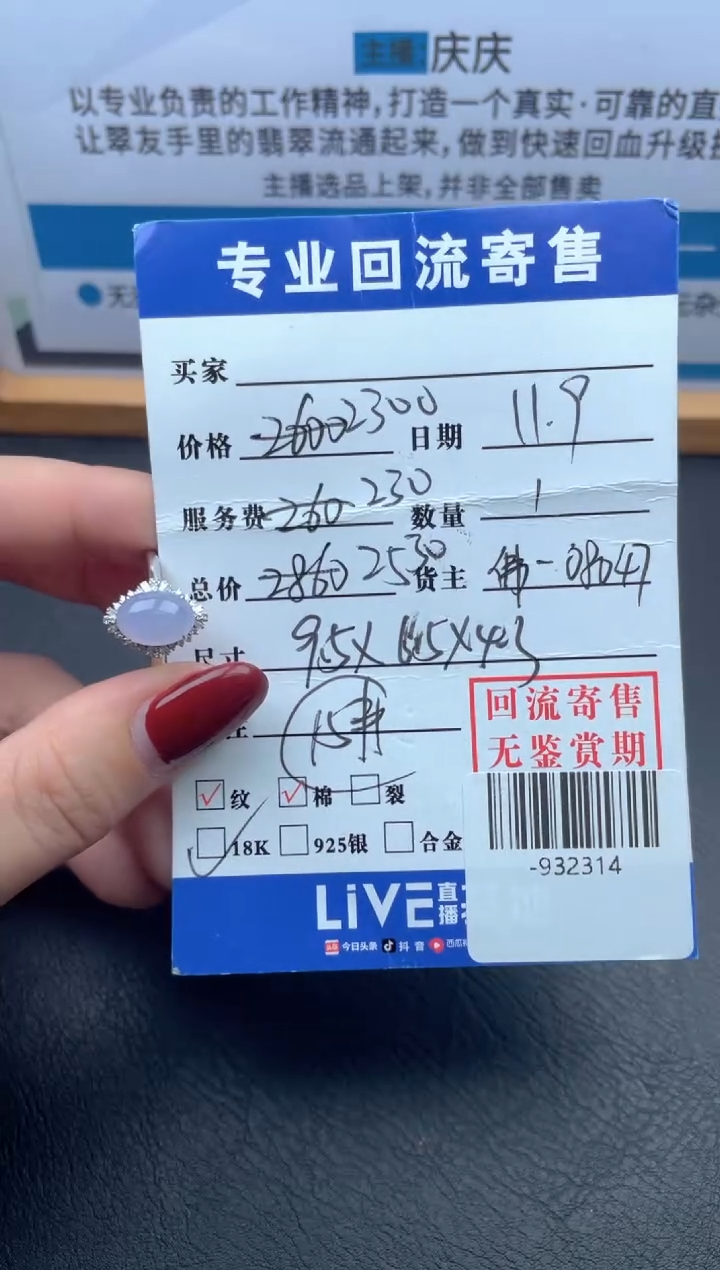 主播 庆庆
以专业负责的工作精神,打造一个真实·可靠的直
让翠友手里的翡翠流通起来,做到快速回血升级
主播选品上架,并非全部售卖
专业回流寄售
买家
价格 2600 2300 日期 11.9
服务费 260 230 数量 1
总价 2860 2530 货主 佛-08047
尺寸 9.5X 6.5X4.3
15
回流寄售
无鉴赏期
纹 棉 裂
18K 925银 合金
-932314
LiVE 直播
今日头条 抖音 西瓜